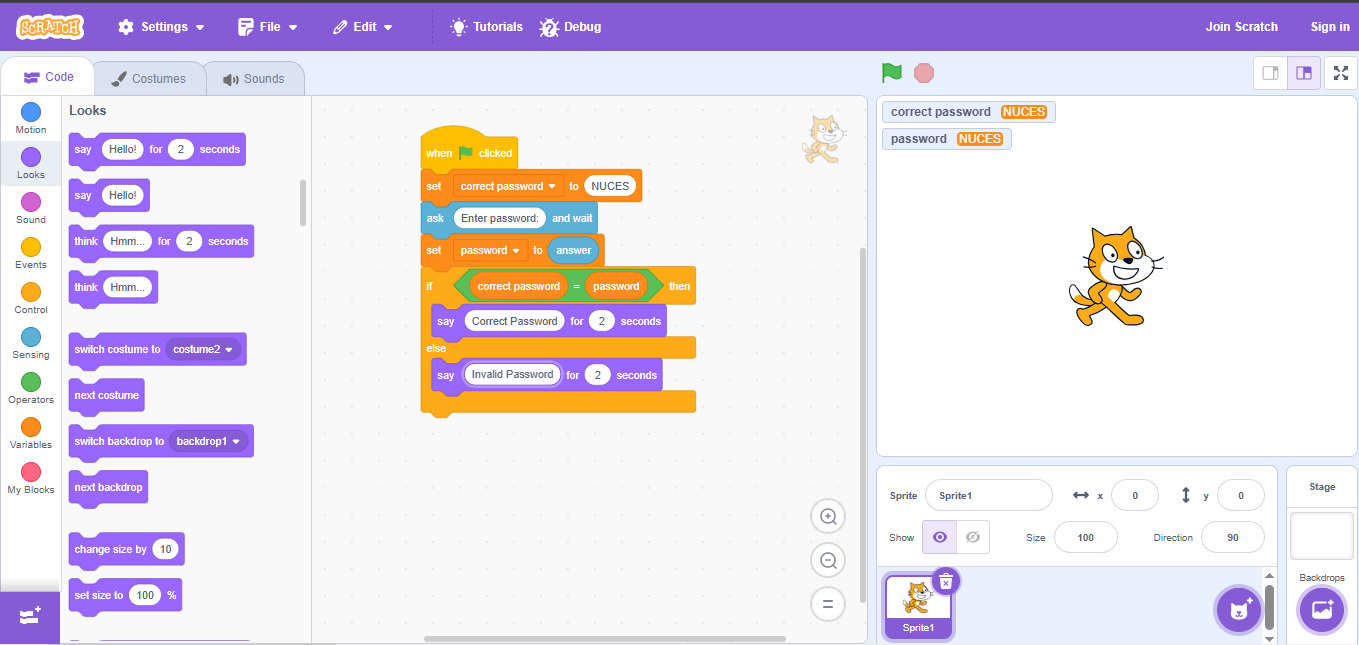 SCRATCH Settings File Edit Tutorials Debug Join Scratch Sign in
Code Costumes Sounds
Motion
Looks
Sound
Events
Control
Sensing
Operators
Variables
My Blocks
Looks
say Hello! for 2 seconds
say Hello!
think Hmm... for 2 seconds
think Hmm...
switch costume to costume2
next costume
switch backdrop to backdrop1
next backdrop
change size by 10
set size to 100 %
when clicked
set correct password to NUCES
ask Enter password: and wait
set password to answer
if correct password = password then
say Correct Password for 2 seconds
else
say Invalid Password for 2 seconds
correct password NUCES
password NUCES
Sprite Sprite1 x 0 y 0
Show Size 100 Direction 90
Sprite1
Stage
Backdrops